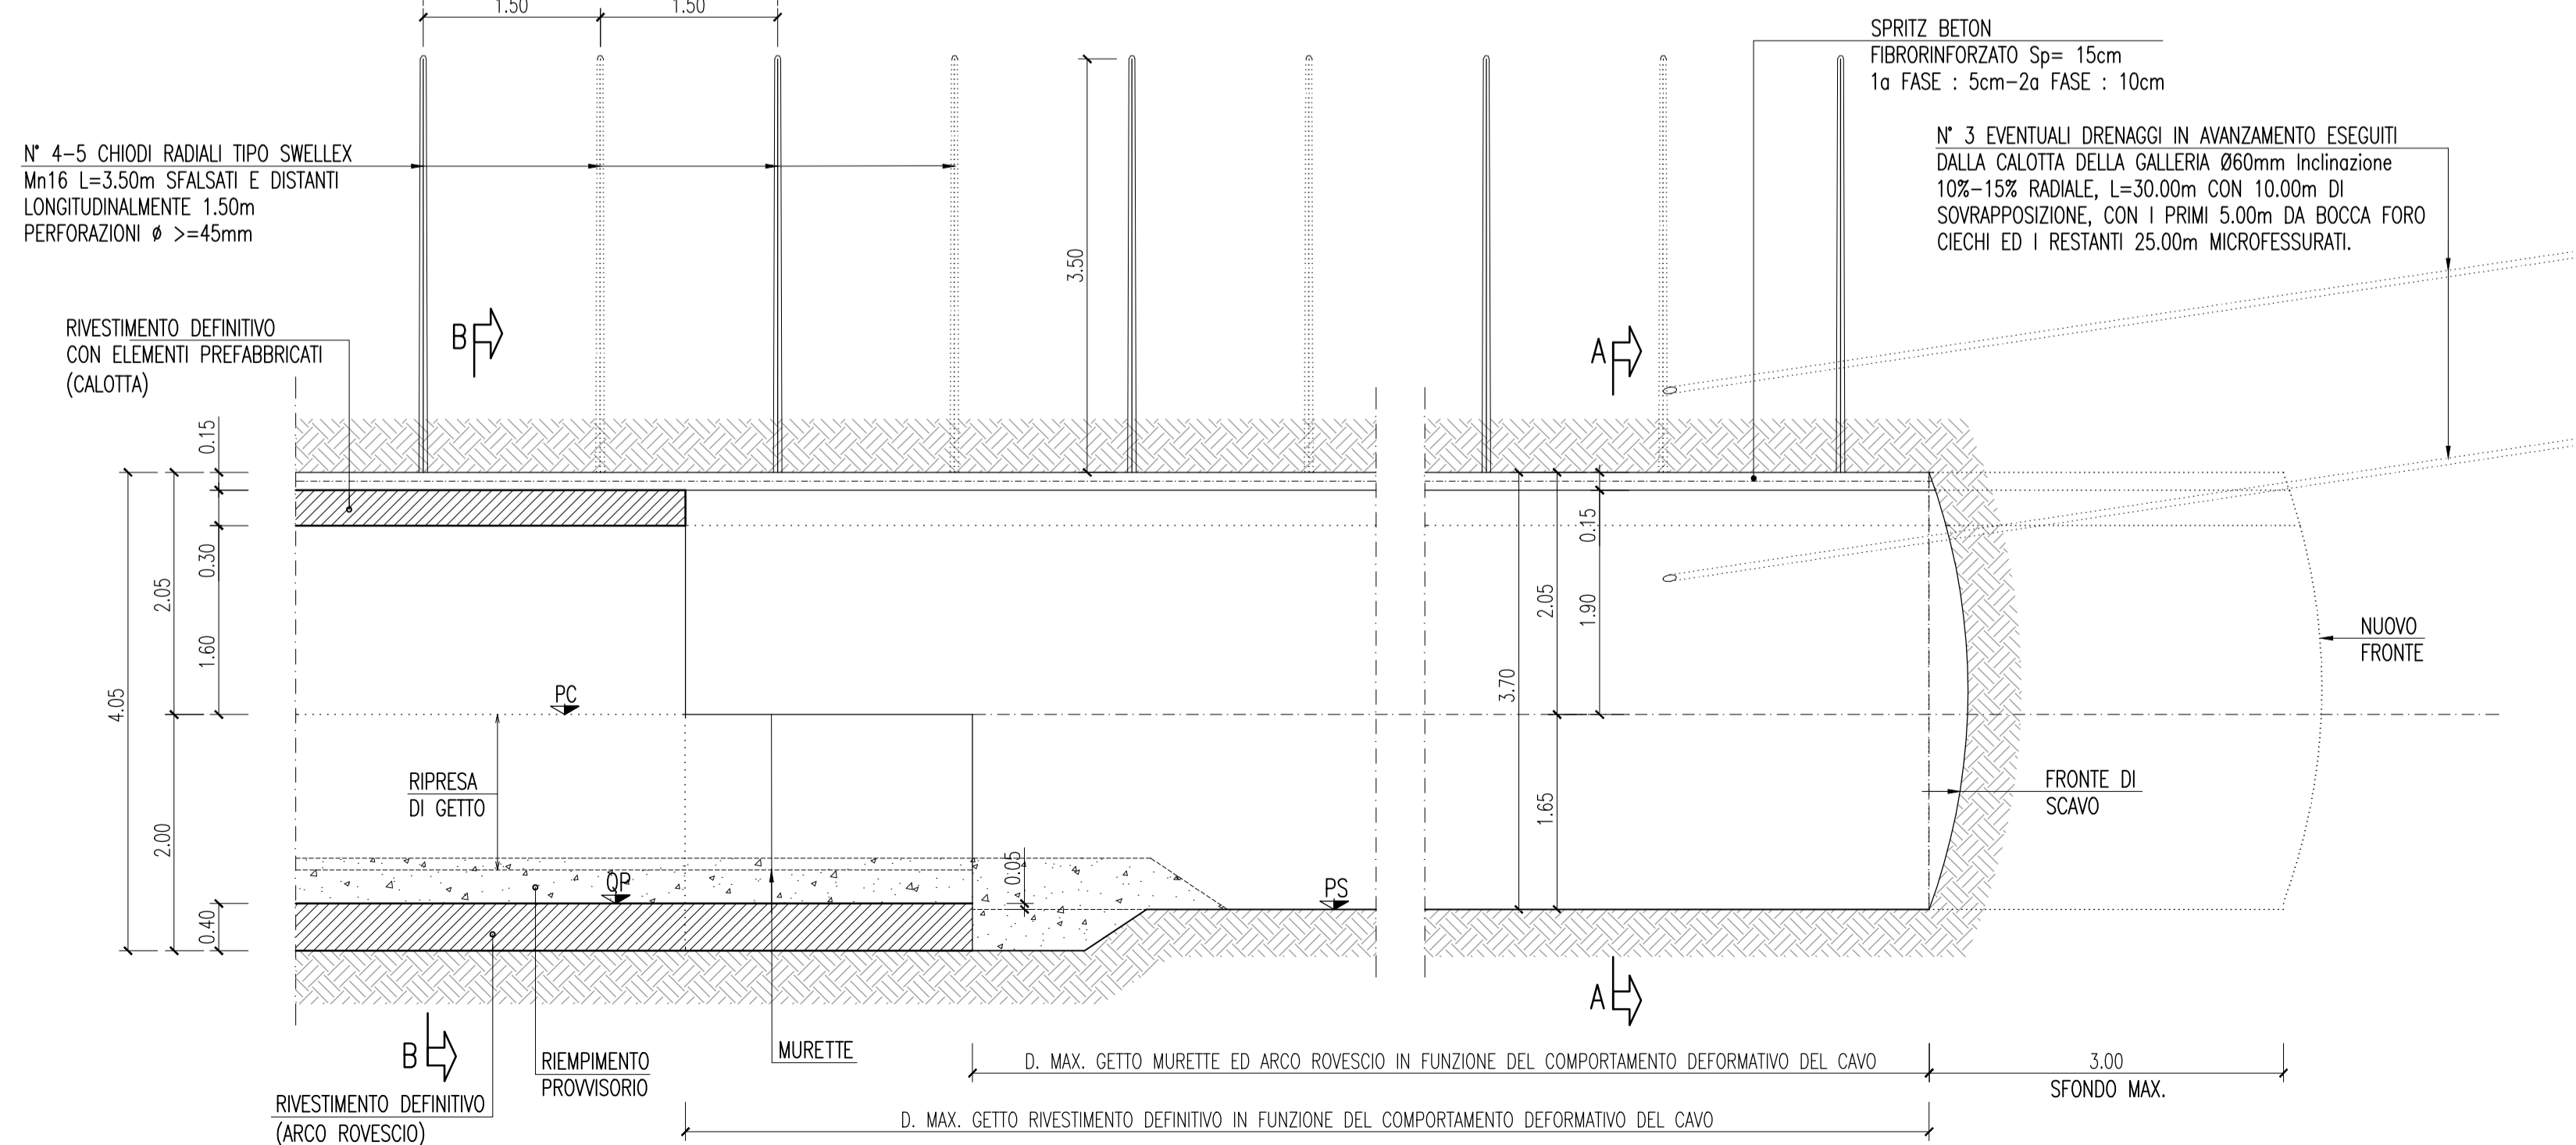 1.50
1.50
SPRITZ BETON
FIBRORINFORZATO Sp= 15cm
1a FASE : 5cm-2a FASE : 10cm
N° 4-5 CHIODI RADIALI TIPO SWELLEX
Mn16 L=3.50m SFALSATI E DISTANTI
LONGITUDINALMENTE 1.50m
PERFORAZIONI ø >=45mm
N° 3 EVENTUALI DRENAGGI IN AVANZAMENTO ESEGUITI
DALLA CALOTTA DELLA GALLERIA Ø60mm Inclinazione
10%-15% RADIALE, L=30.00m CON 10.00m DI
SOVRAPPOSIZIONE, CON I PRIMI 5.00m DA BOCCA FORO
CIECHI ED I RESTANTI 25.00m MICROFESSURATI.
3.50
RIVESTIMENTO DEFINITIVO
CON ELEMENTI PREFABBRICATI
(CALOTTA)
B
A
0.15
0.30
1.60
2.05
4.05
2.00
0.40
0.15
1.90
2.05
3.70
1.65
PC
RIPRESA
DI GETTO
QP
0.05
PS
NUOVO
FRONTE
FRONTE DI
SCAVO
B
A
RIEMPIMENTO
PROVVISORIO
MURETTE
RIVESTIMENTO DEFINITIVO
(ARCO ROVESCIO)
D. MAX. GETTO MURETTE ED ARCO ROVESCIO IN FUNZIONE DEL COMPORTAMENTO DEFORMATIVO DEL CAVO
3.00
SFONDO MAX.
D. MAX. GETTO RIVESTIMENTO DEFINITIVO IN FUNZIONE DEL COMPORTAMENTO DEFORMATIVO DEL CAVO